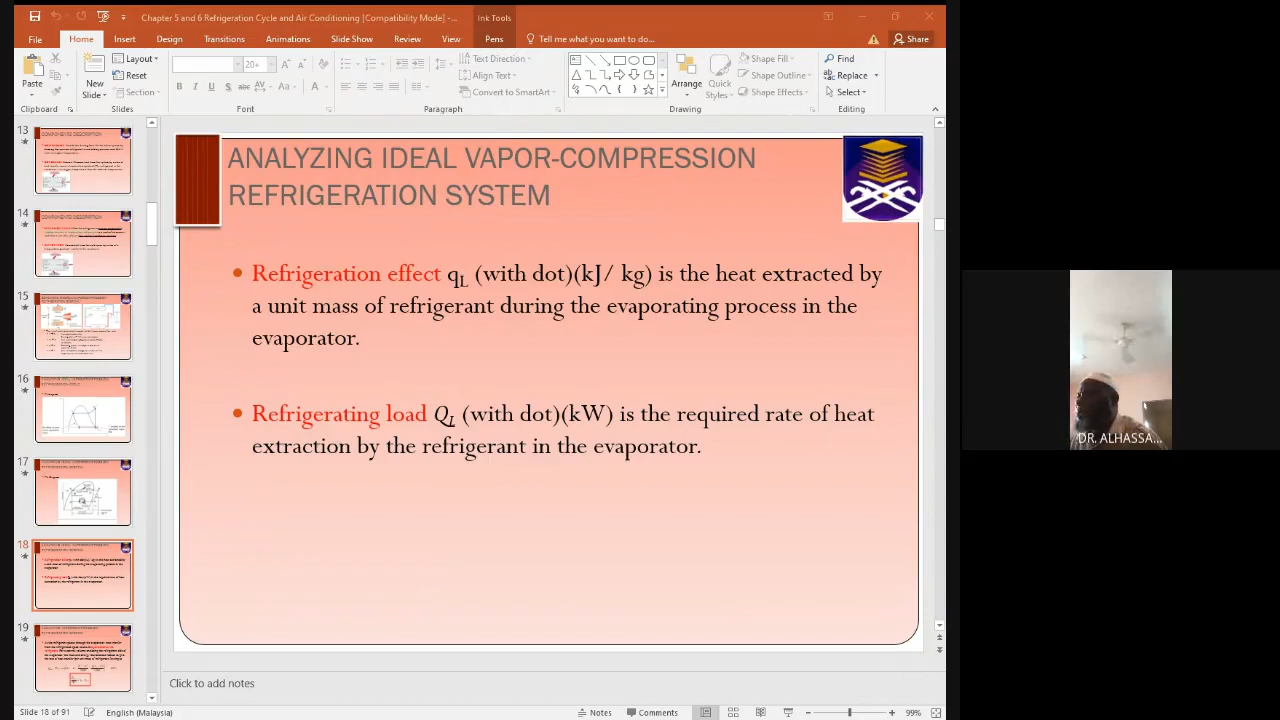 Chapter 5 and 6 Refrigeration Cycle and Air Conditioning [Compatibility Mode] -...
Ink Tools
File
Home
Insert
Design
Transitions
Animations
Slide Show
Review
View
Pens
Tell me what you want to do...
Share
Paste
New
Slide
Layout
Reset
Section
20+
B I U S abc AV Aa A
Text Direction
Align Text
Convert to SmartArt
Arrange
Quick
Styles
Shape Fill
Shape Outline
Shape Effects
Find
Replace
Select
Clipboard
Slides
Font
Paragraph
Drawing
Editing
13
14
15
16
17
18
19
ANALYZING IDEAL VAPOR-COMPRESSION
REFRIGERATION SYSTEM
• Refrigeration effect qL (with dot)(kJ/ kg) is the heat extracted by
a unit mass of refrigerant during the evaporating process in the
evaporator.
• Refrigerating load QL (with dot)(kW) is the required rate of heat
extraction by the refrigerant in the evaporator.
DR. ALHASSA...
Click to add notes
Slide 18 of 91
English (Malaysia)
Notes
Comments
99%